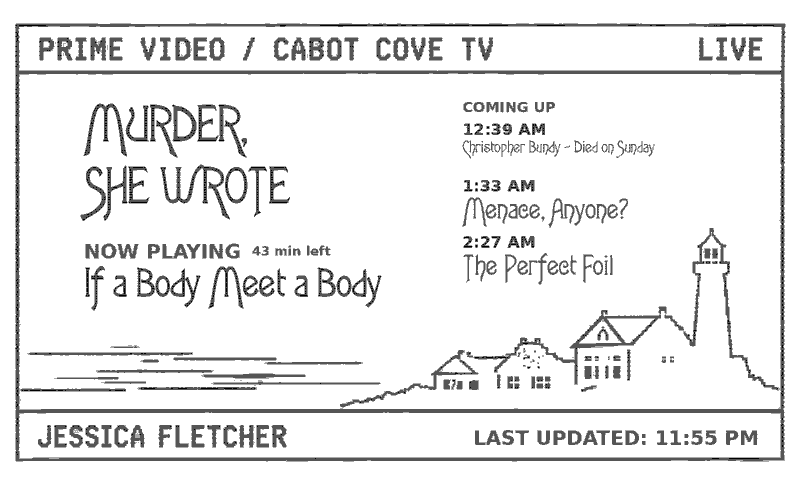 PRIME VIDEO / CABOT COVE TV
LIVE
MURDER,
SHE WROTE
NOW PLAYING 43 min left
If a Body Meet a Body
COMING UP
12:39 AM
Christopher Bundy - Died on Sunday
1:33 AM
Menace, Anyone?
2:27 AM
The Perfect Foil
JESSICA FLETCHER
LAST UPDATED: 11:55 PM